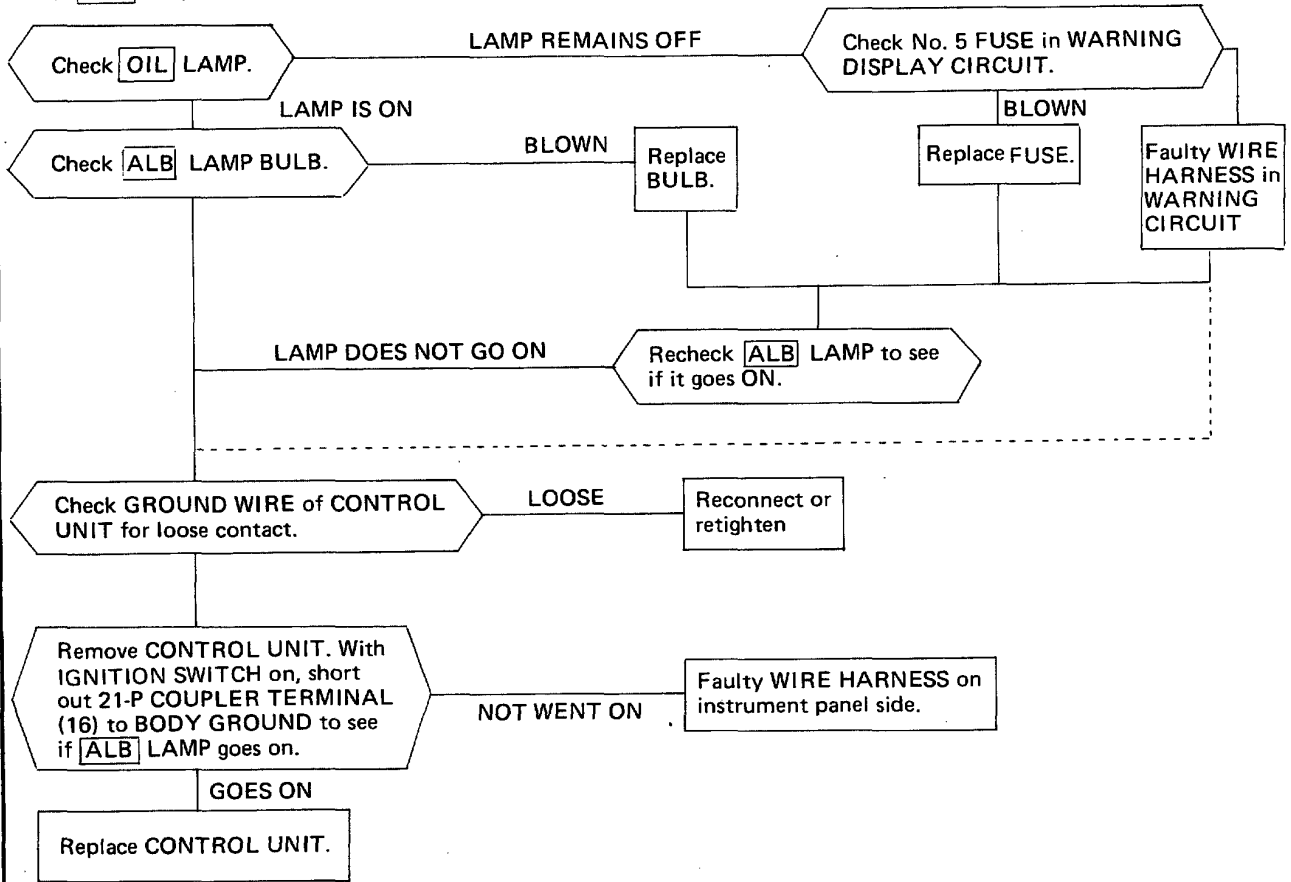 Check OIL LAMP.
LAMP REMAINS OFF
Check No. 5 FUSE in WARNING
DISPLAY CIRCUIT.
LAMP IS ON
BLOWN
Check ALB LAMP BULB.
BLOWN
Replace
BULB.
Replace FUSE.
Faulty WIRE
HARNESS in
WARNING
CIRCUIT
LAMP DOES NOT GO ON
Recheck ALB LAMP to see
if it goes ON.
Check GROUND WIRE of CONTROL
UNIT for loose contact.
LOOSE
Reconnect or
retighten
Remove CONTROL UNIT. With
IGNITION SWITCH on, short
out 21-P COUPLER TERMINAL
(16) to BODY GROUND to see
if ALB LAMP goes on.
NOT WENT ON
Faulty WIRE HARNESS on
instrument panel side.
GOES ON
Replace CONTROL UNIT.